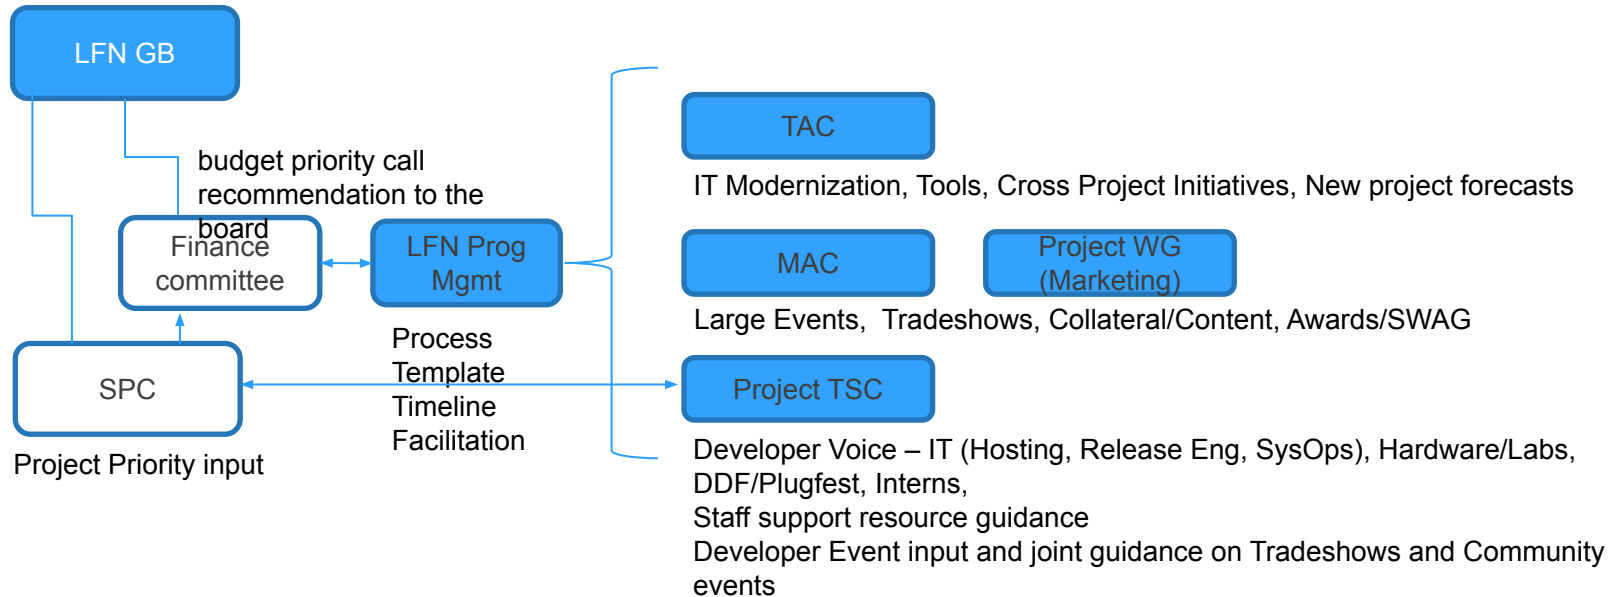 LFN GB
budget priority call
recommendation to the
board
Finance
committee
LFN Prog
Mgmt
Process
Template
Timeline
Facilitation
SPC
Project Priority input
TAC
IT Modernization, Tools, Cross Project Initiatives, New project forecasts
MAC
Project WG
(Marketing)
Large Events,  Tradeshows, Collateral/Content, Awards/SWAG
Project TSC
Developer Voice – IT (Hosting, Release Eng, SysOps), Hardware/Labs,
DDF/Plugfest, Interns,
Staff support resource guidance
Developer Event input and joint guidance on Tradeshows and Community
events